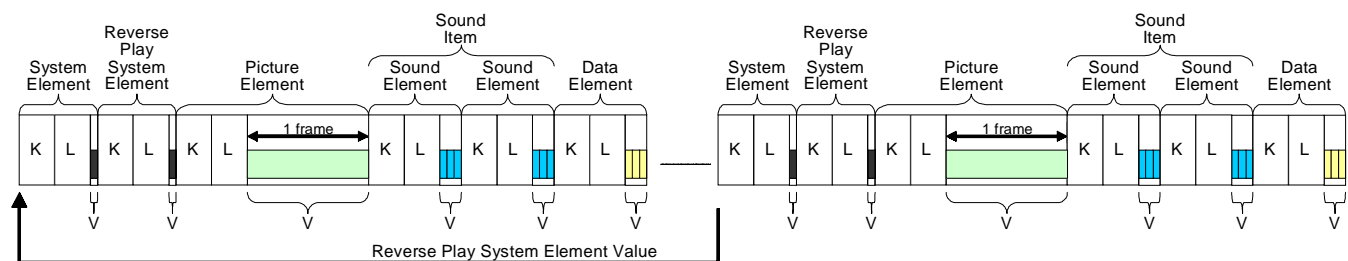 Sound
Item
Reverse
Play
System
Element
System
Element
Picture
Element
Sound
Element
Sound
Element
Data
Element
K L K L K L 1 frame K L K L K L
V V V V V V
Sound
Item
Reverse
Play
System
Element
System
Element
Picture
Element
Sound
Element
Sound
Element
Data
Element
K L K L K L 1 frame K L K L K L
V V V V V V
Reverse Play System Element Value